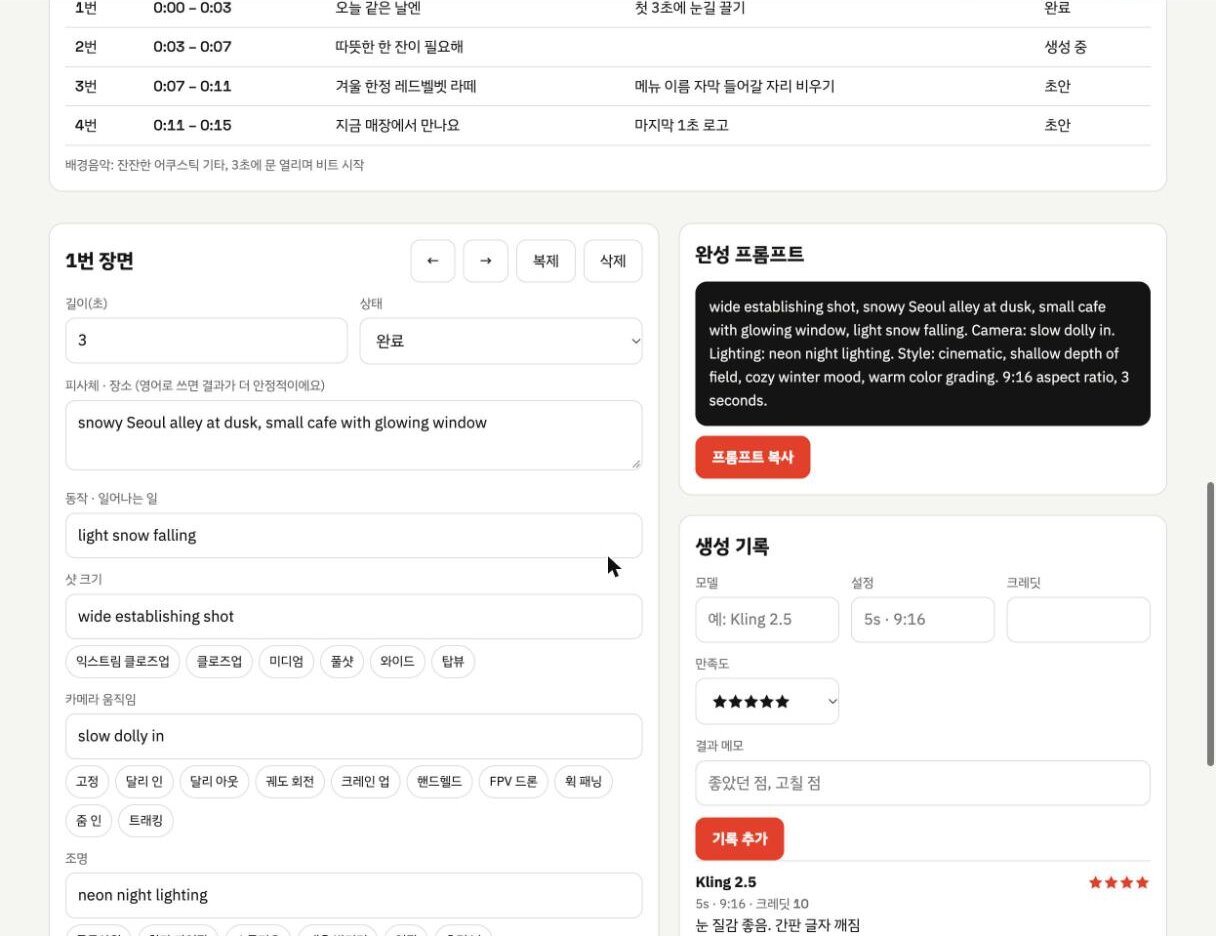 1번 0:00 – 0:03 오늘 같은 날엔 첫 3초에 눈길 끌기 완료
2번 0:03 – 0:07 따뜻한 한 잔이 필요해 생성 중
3번 0:07 – 0:11 겨울 한정 레드벨벳 라떼 메뉴 이름 자막 들어갈 자리 비우기 초안
4번 0:11 – 0:15 지금 매장에서 만나요 마지막 1초 로고 초안
배경음악: 잔잔한 어쿠스틱 기타, 3초에 문 열리며 비트 시작
1번 장면
← → 복제 삭제
길이(초) 상태
3 완료
피사체 · 장소 (영어로 쓰면 결과가 더 안정적이에요)
snowy Seoul alley at dusk, small cafe with glowing window
동작 · 일어나는 일
light snow falling
샷 크기
wide establishing shot
익스트림 클로즈업 클로즈업 미디엄 풀샷 와이드 탑뷰
카메라 움직임
slow dolly in
고정 달리 인 달리 아웃 궤도 회전 크레인 업 핸드헬드 FPV 드론 휙 패닝
줌 인 트래킹
조명
neon night lighting
완성 프롬프트
wide establishing shot, snowy Seoul alley at dusk, small cafe
with glowing window, light snow falling. Camera: slow dolly in.
Lighting: neon night lighting. Style: cinematic, shallow depth of
field, cozy winter mood, warm color grading. 9:16 aspect ratio, 3
seconds.
프롬프트 복사
생성 기록
모델 설정 크레딧
예: Kling 2.5 5s · 9:16
만족도
★★★★★
결과 메모
좋았던 점, 고칠 점
기록 추가
Kling 2.5 ★★★★
5s · 9:16 · 크레딧 10
눈 질감 좋음. 간판 글자 깨짐